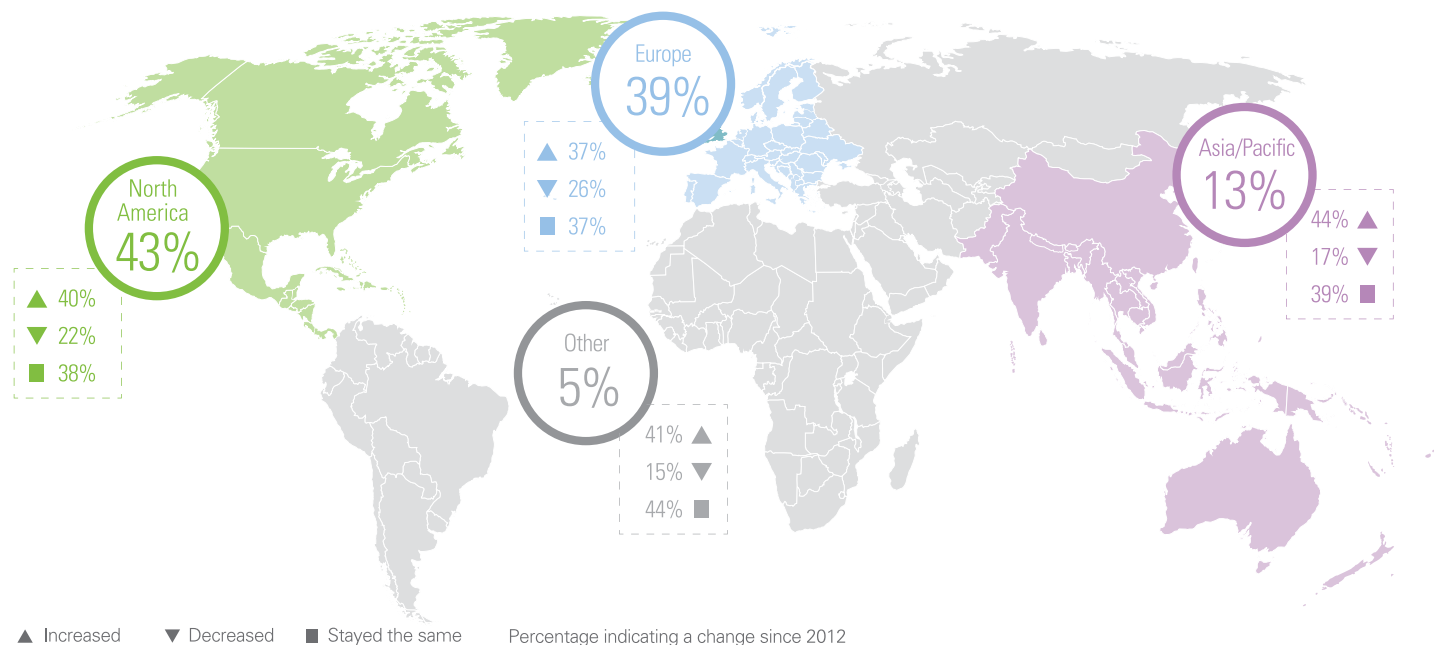 Europe
39%
▲ 37%
▼ 26%
■ 37%
North
America
43%
▲ 40%
▼ 22%
■ 38%
Asia/Pacific
13%
44% ▲
17% ▼
39% ■
Other
5%
41% ▲
15% ▼
44% ■
▲ Increased ▼ Decreased ■ Stayed the same Percentage indicating a change since 2012